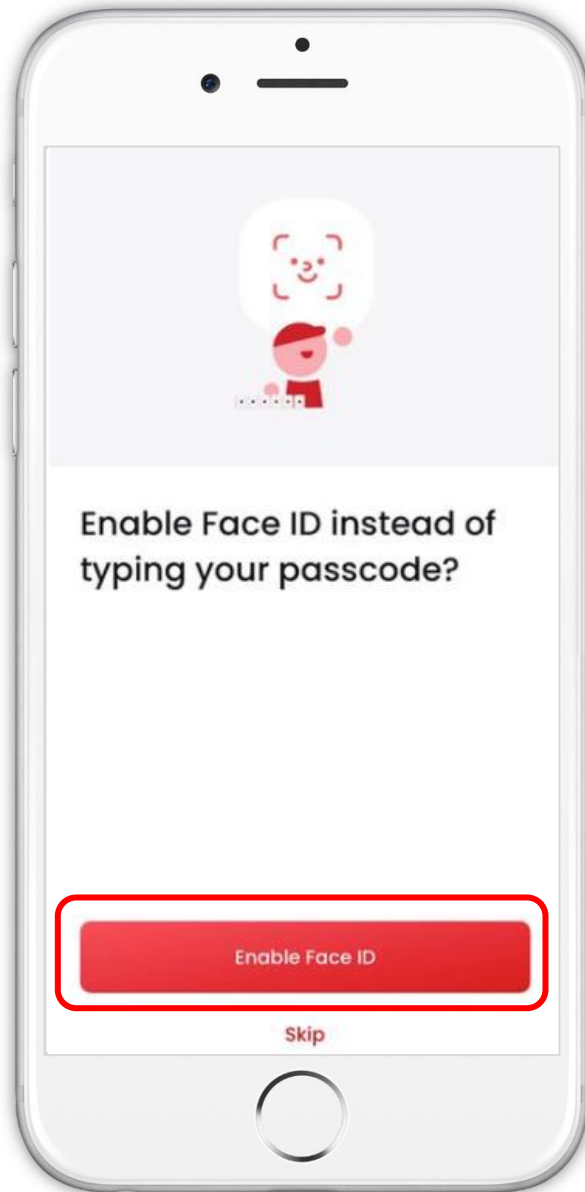 Enable Face ID instead of
typing your passcode?
Enable Face ID
Skip